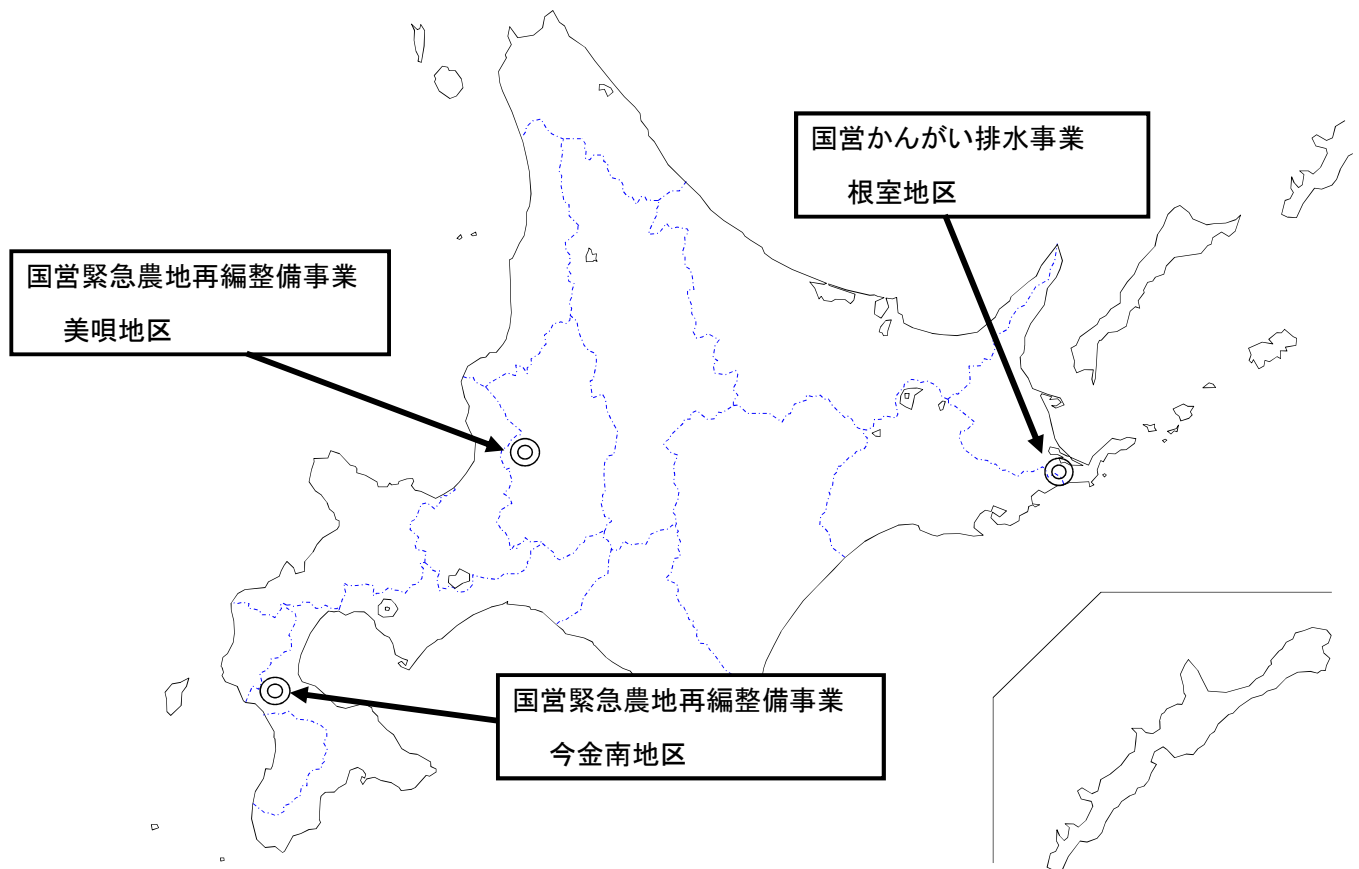 国営かんがい排水事業
根室地区
国営緊急農地再編整備事業
美唄地区
国営緊急農地再編整備事業
今金南地区